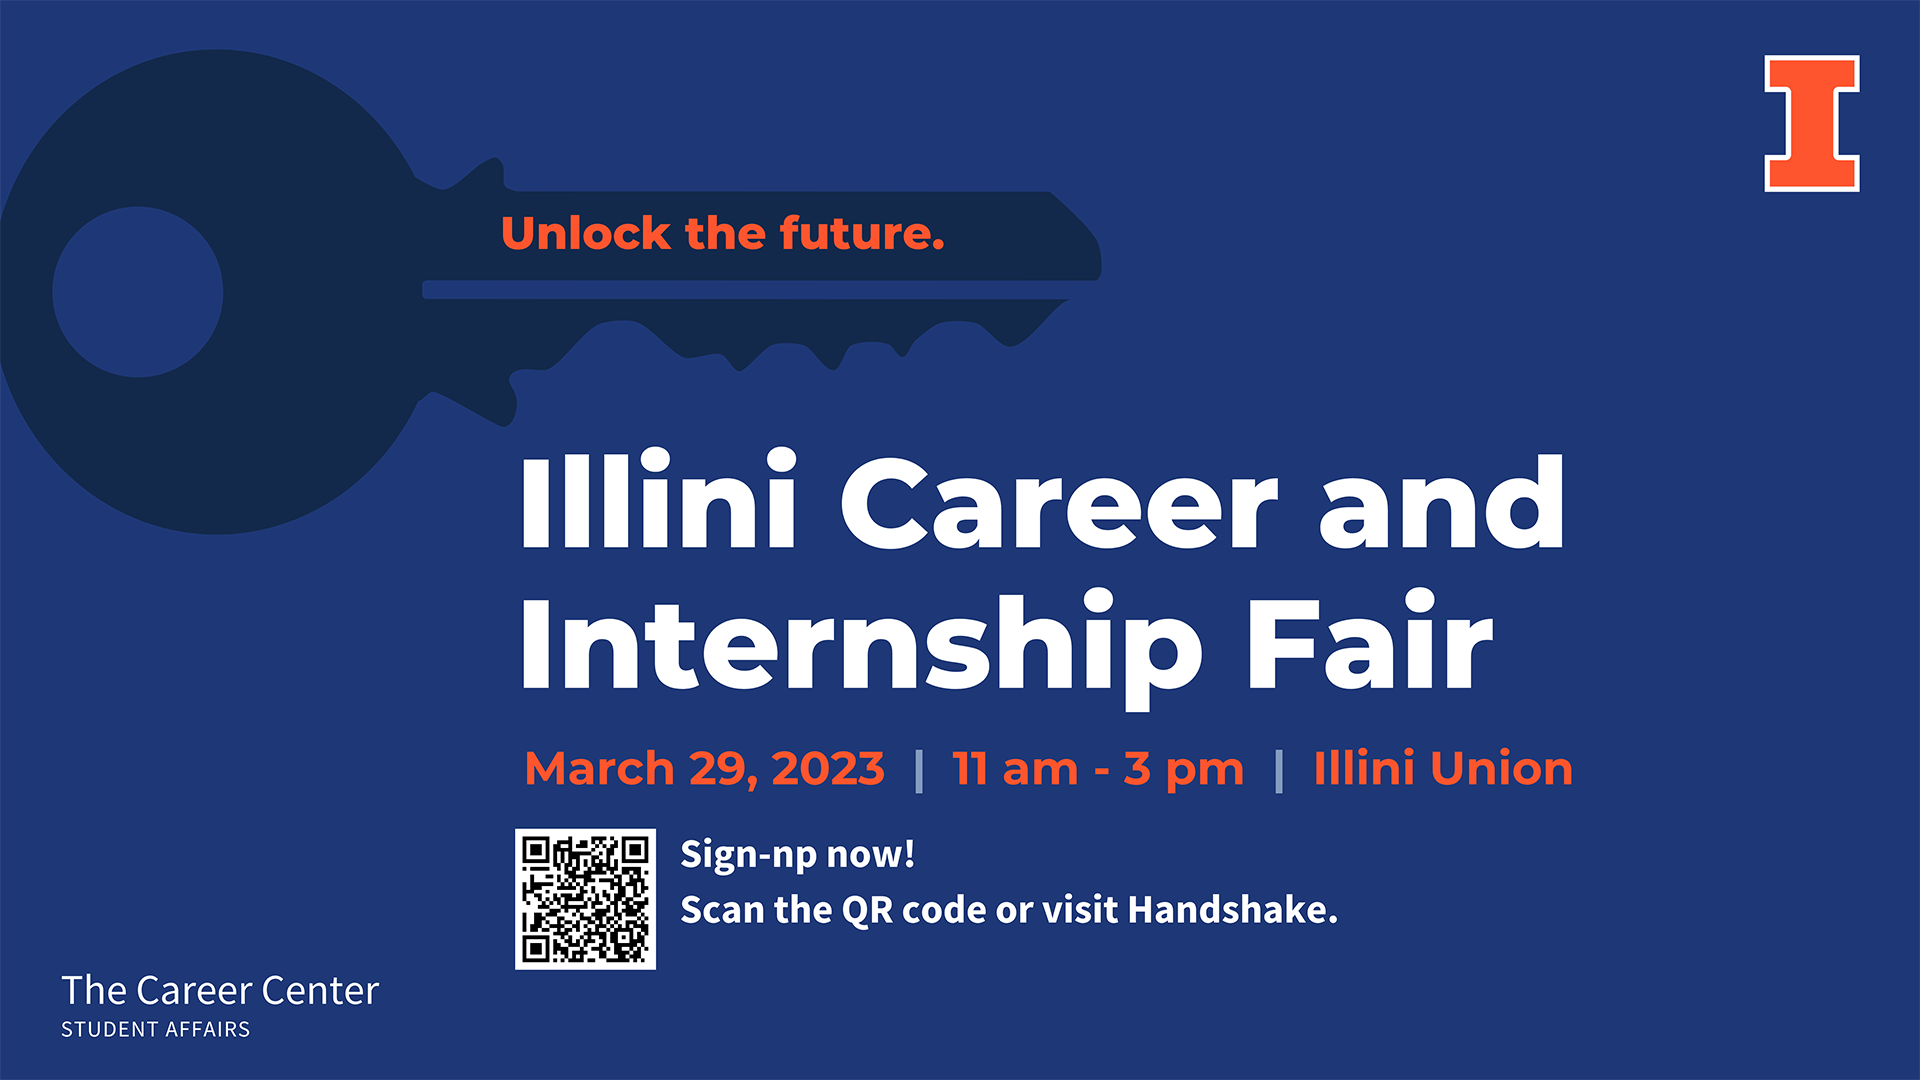 I
Unlock the future.
Illini Career and
Internship Fair
March 29, 2023 | 11 am - 3 pm | Illini Union
Sign-np now!
Scan the QR code or visit Handshake.
The Career Center
STUDENT AFFAIRS